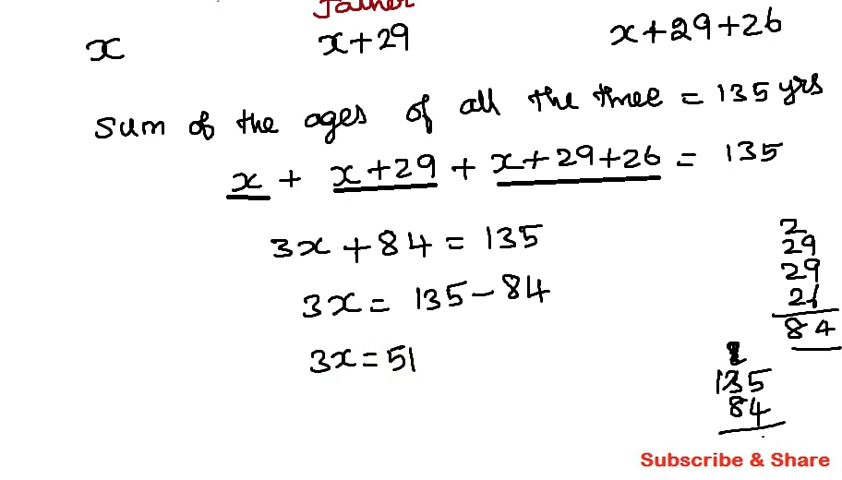 Father
x x+29 x+29+26
Sum of the ages of all the three = 135 yrs
x + x+29 + x+29+26 = 135
3x + 84 = 135
3x = 135 - 84
3x = 51
2
29
29
26
84
135
84
Subscribe & Share